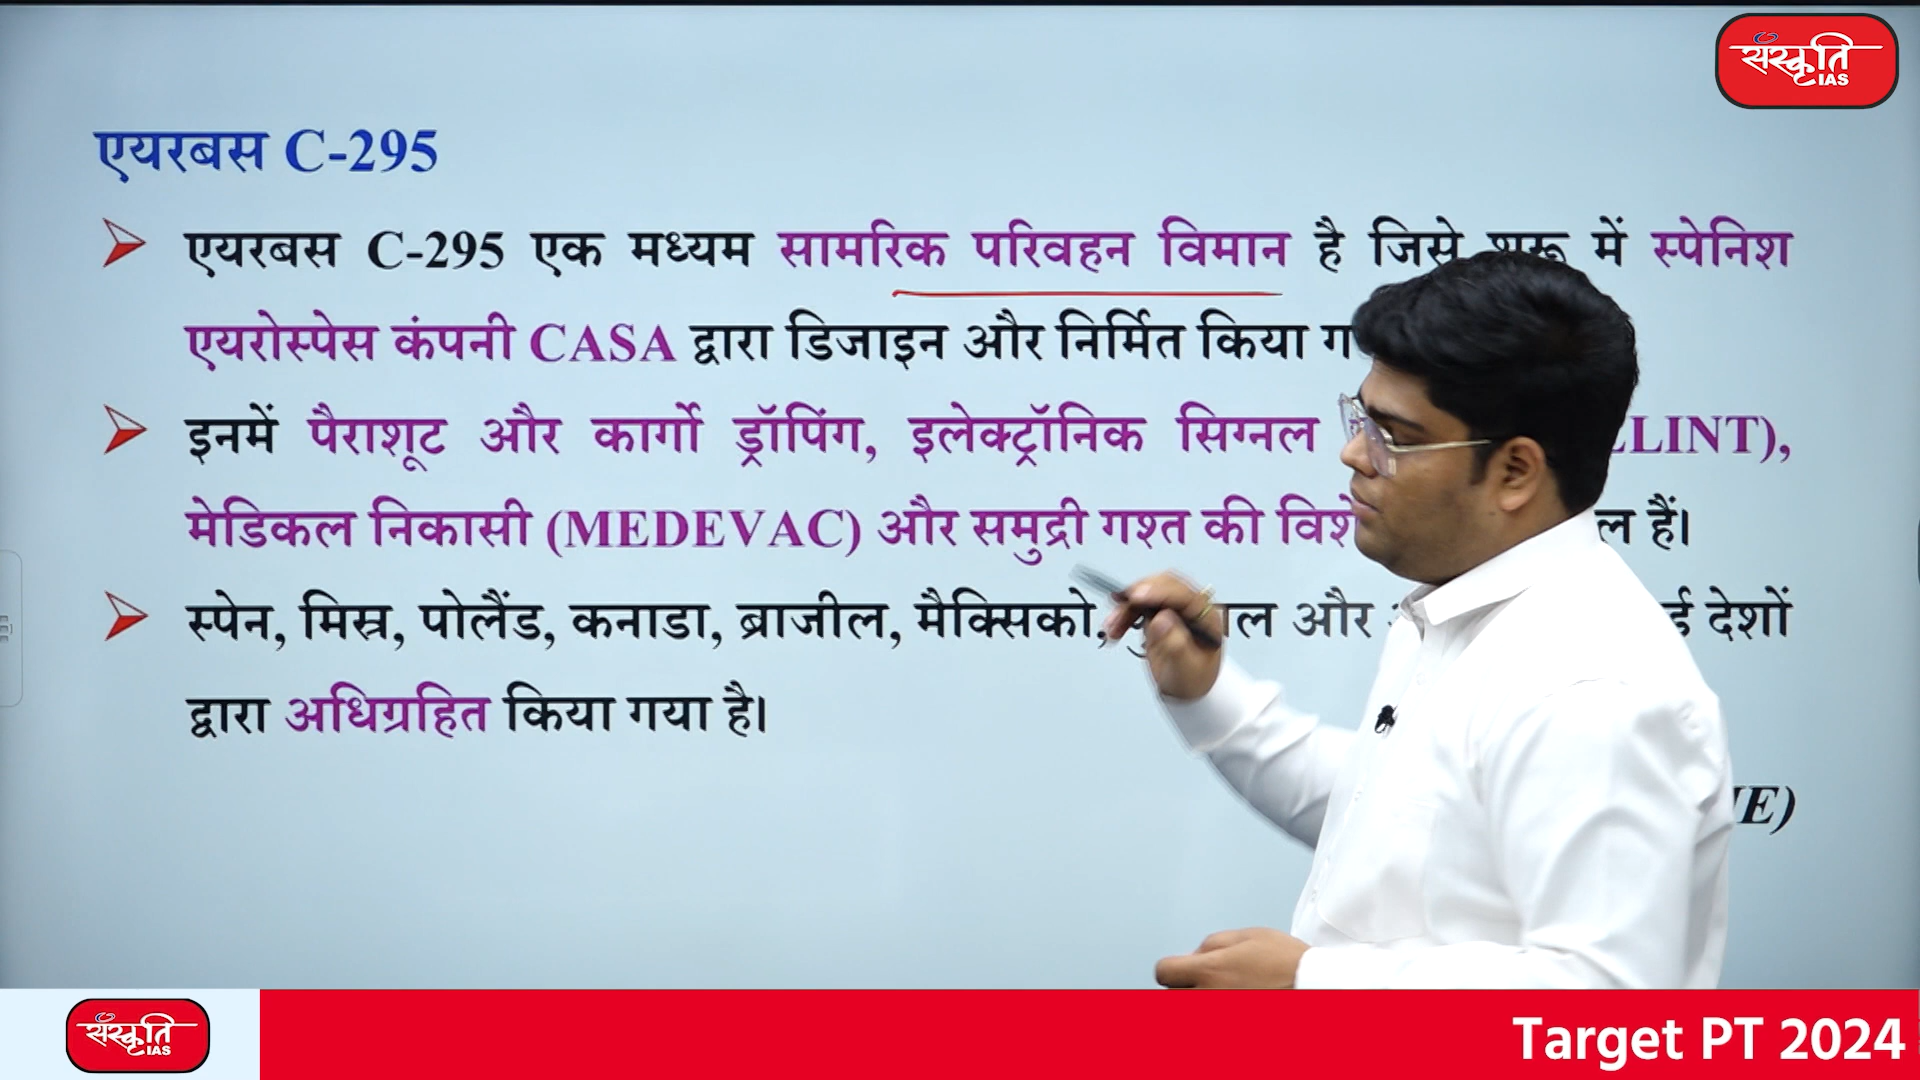 संस्कृति
IAS
एयरबस C-295
एयरबस C-295 एक मध्यम सामरिक परिवहन विमान है जिसे शुरू में स्पेनिश
एयरोस्पेस कंपनी CASA द्वारा डिजाइन और निर्मित किया
इनमें पैराशूट और कार्गो ड्रॉपिंग, इलेक्ट्रॉनिक सिग्नल LINT),
मेडिकल निकासी (MEDEVAC) और समुद्री गश्त की हैं।
स्पेन, मिस्र, पोलैंड, कनाडा, ब्राजील, मैक्सिको, और देशों
द्वारा अधिग्रहित किया गया है।
E)
संस्कृति
IAS
Target PT 2024